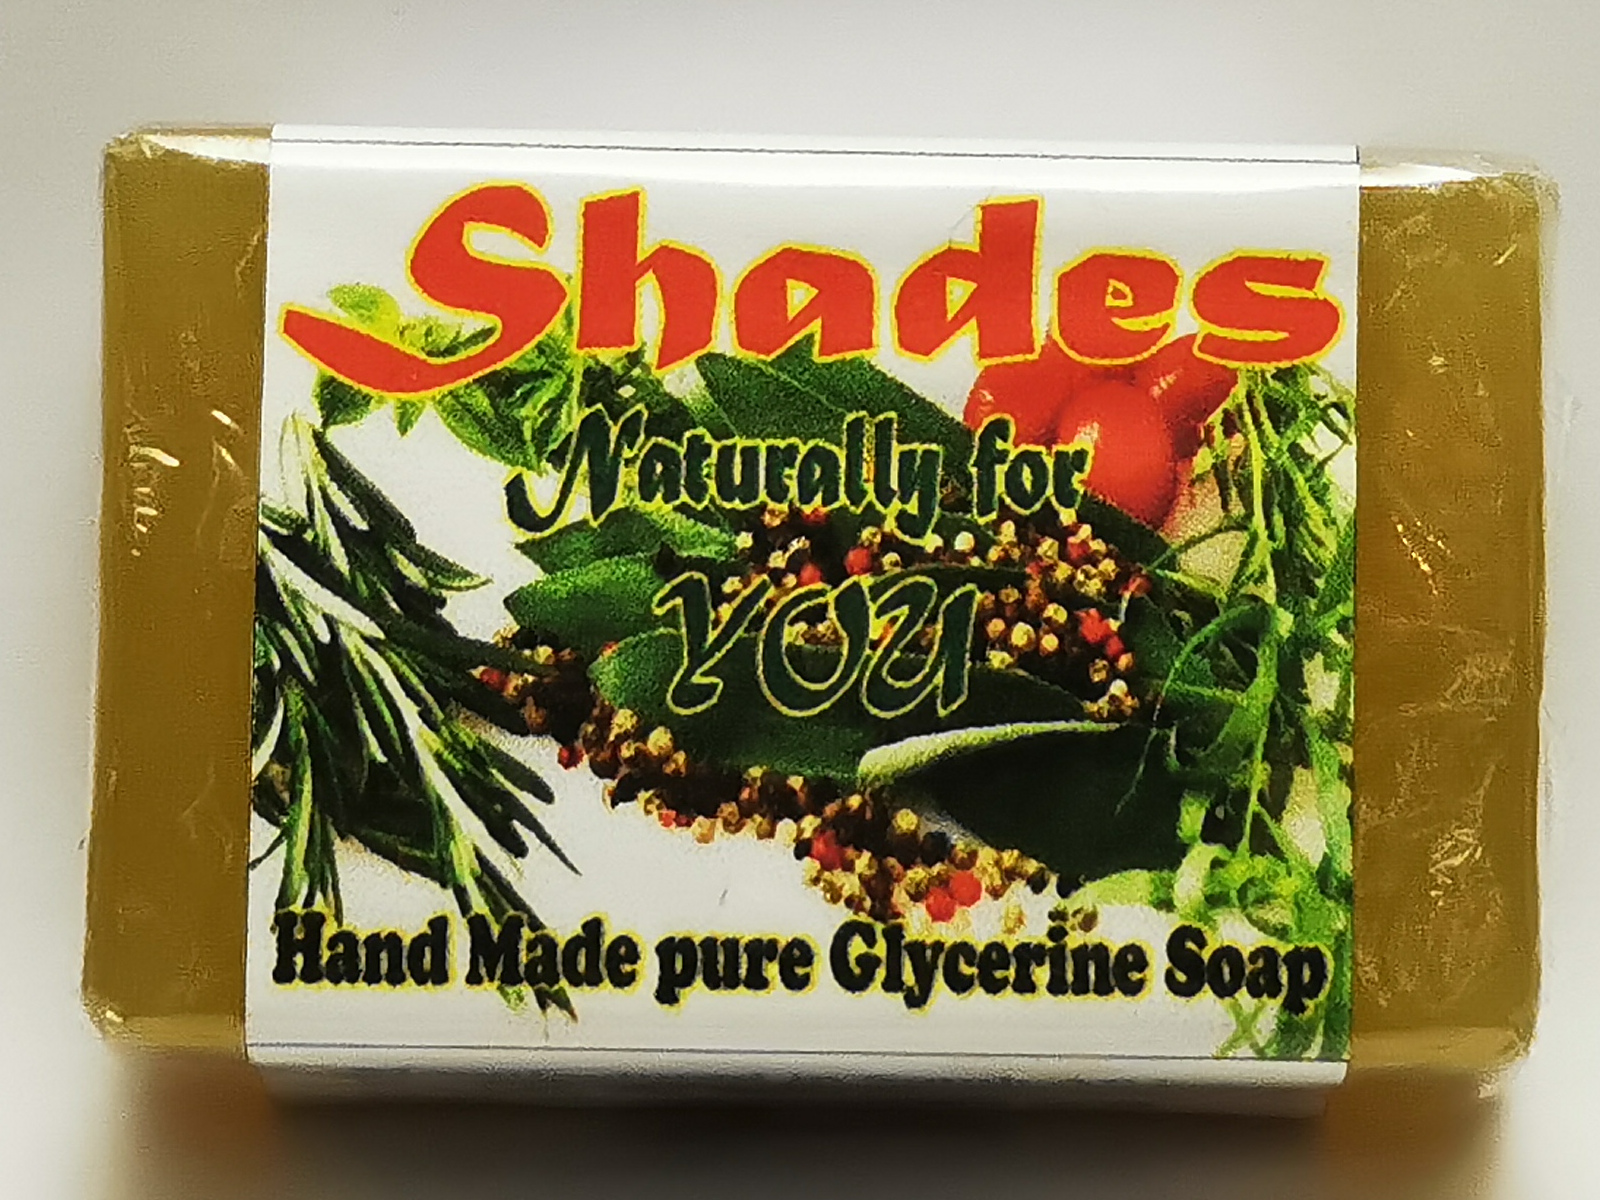 Shades
Naturally for
YOU
Hand Made pure Glycerine Soap